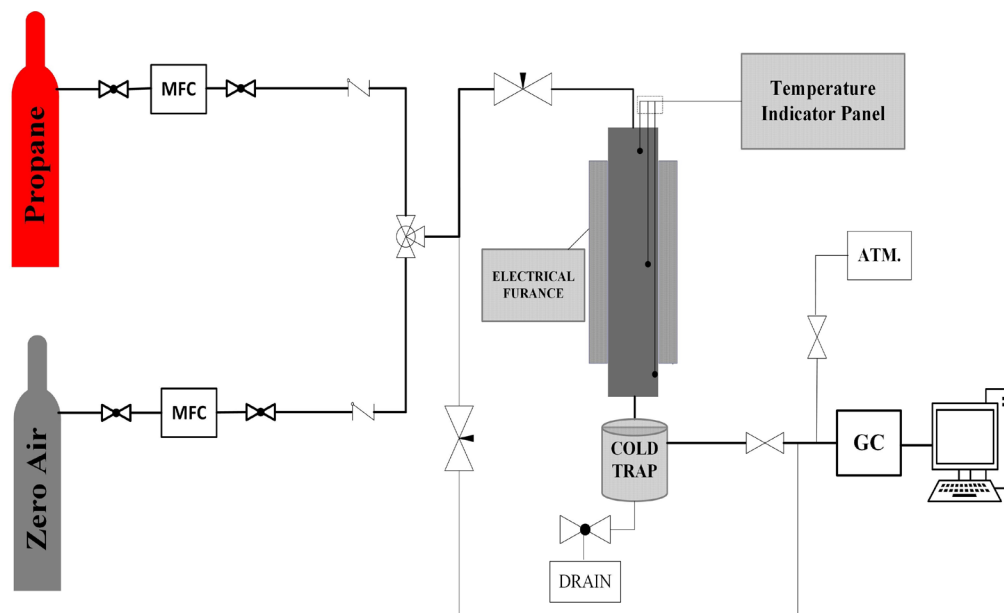 Propane
MFC
Temperature
Indicator Panel
ELECTRICAL
FURANCE
ATM.
Zero Air
MFC
COLD
TRAP
GC
DRAIN